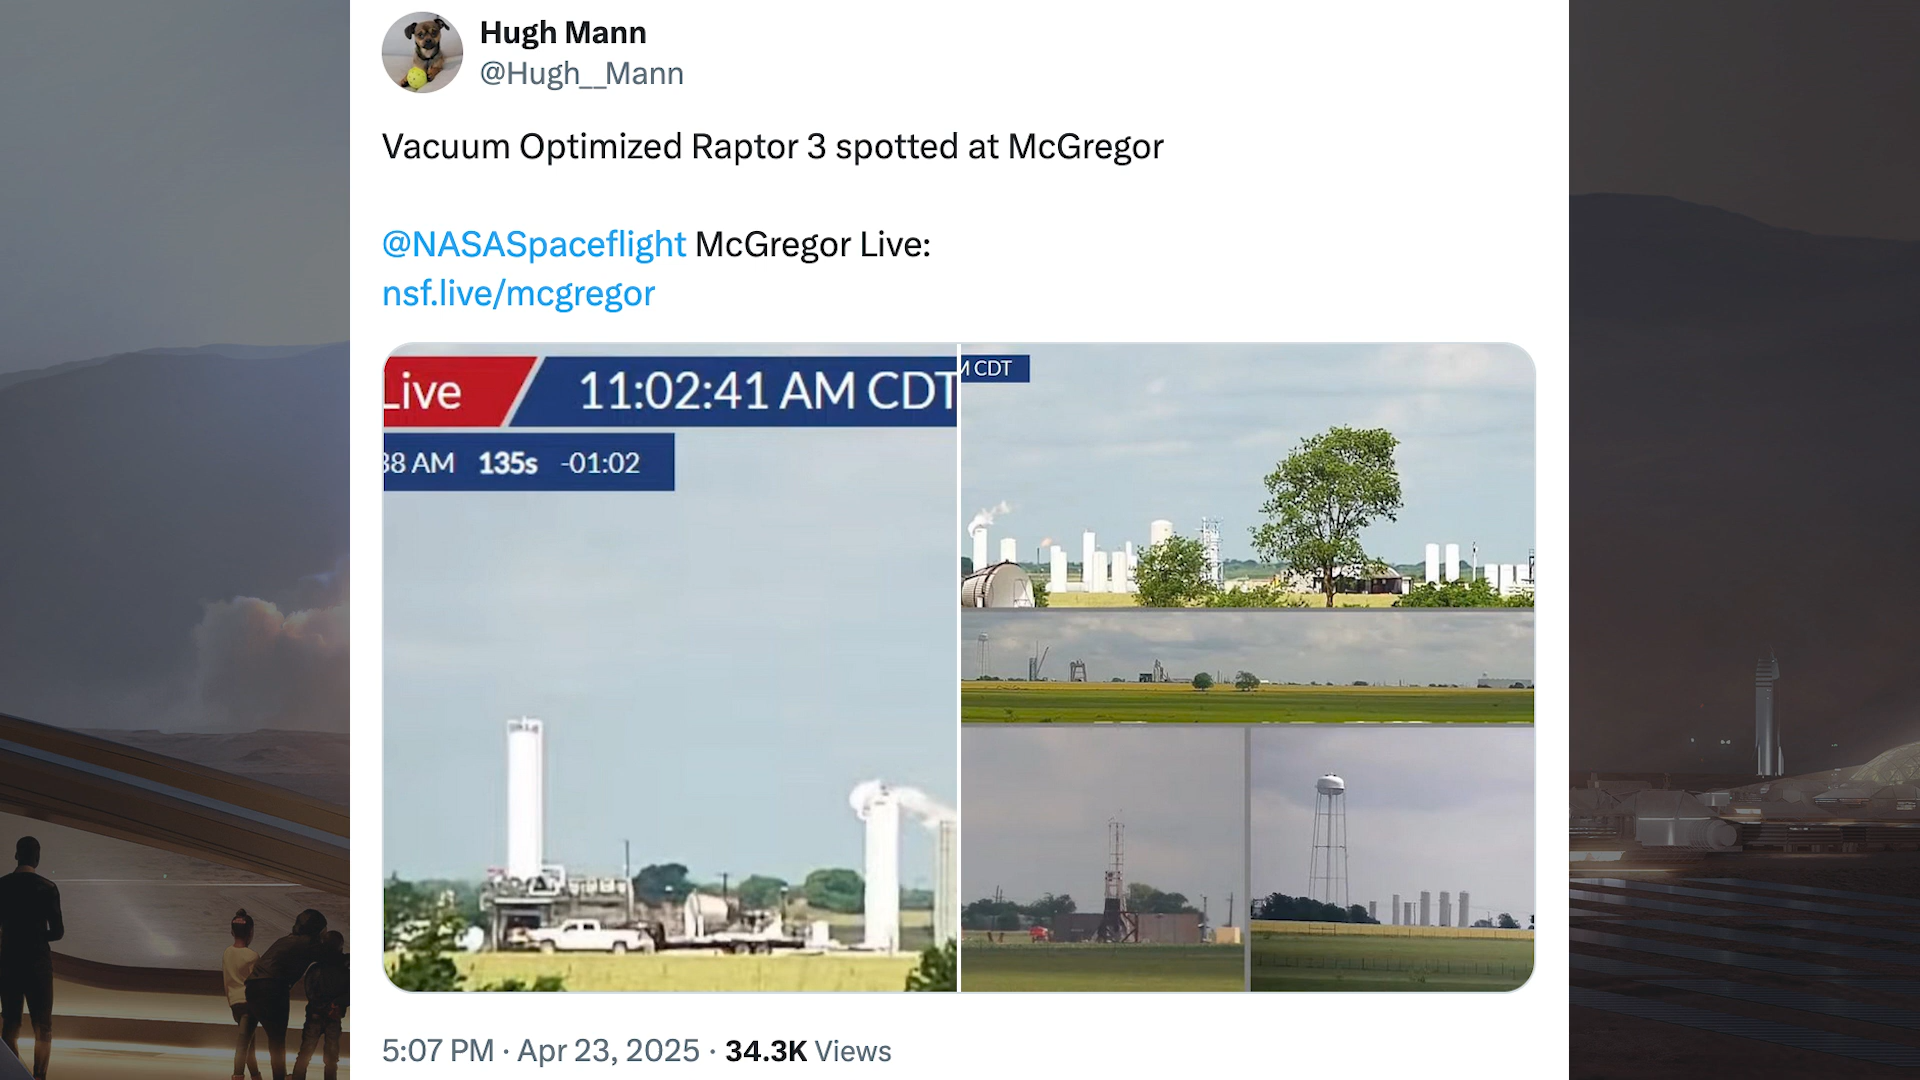 Hugh Mann
@Hugh__Mann
Vacuum Optimized Raptor 3 spotted at McGregor
@NASASpaceflight McGregor Live:
nsf.live/mcgregor
Live
11:02:41 AM CDT
38 AM 135s -01:02
M CDT
5:07 PM · Apr 23, 2025 · 34.3K Views